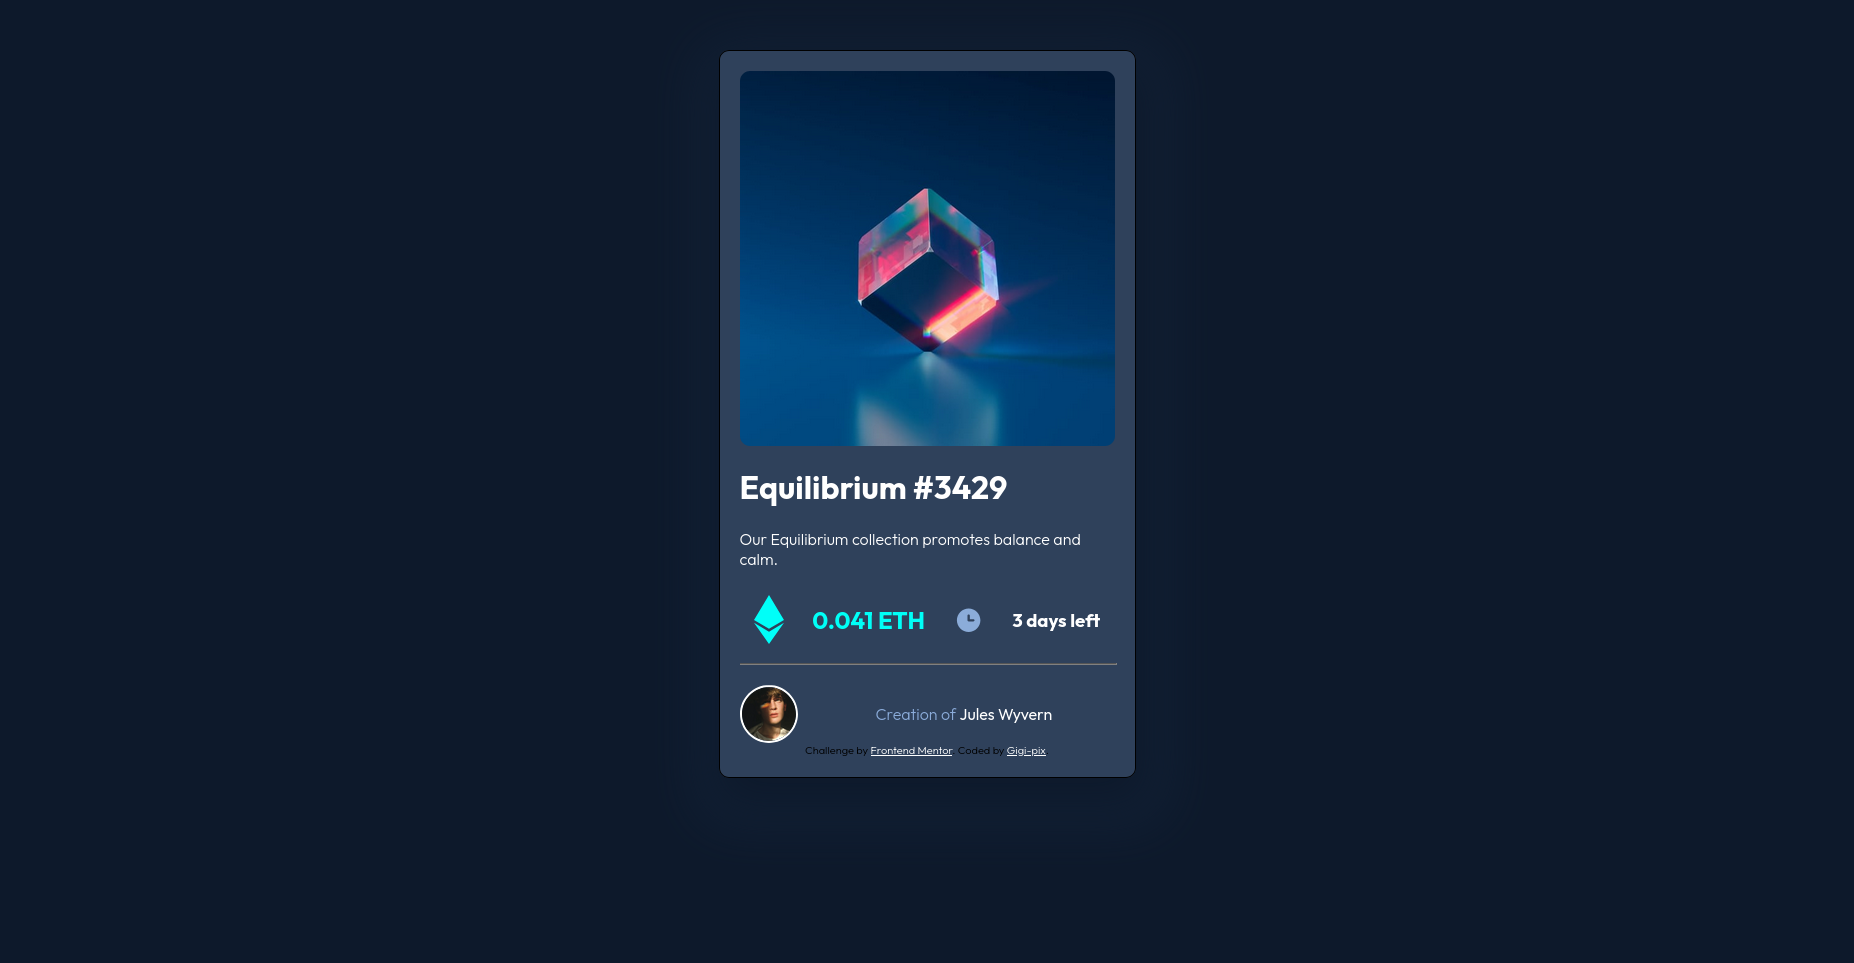 Equilibrium #3429
Our Equilibrium collection promotes balance and
calm.
0.041 ETH 3 days left
Creation of Jules Wyvern
Challenge by Frontend Mentor. Coded by Gigi-pix